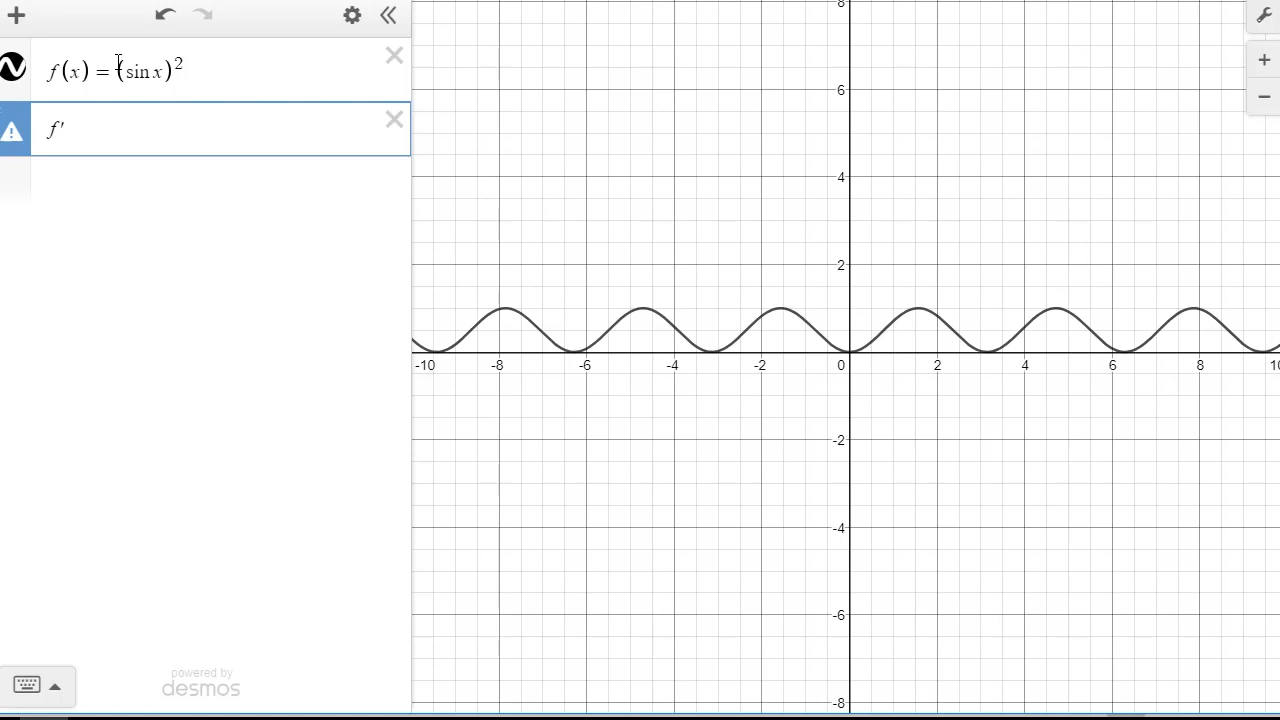 f(x) = (sin x)²
f′
powered by
desmos
8
6
4
2
-10 -8 -6 -4 -2 0 2 4 6 8 10
-2
-4
-6
-8